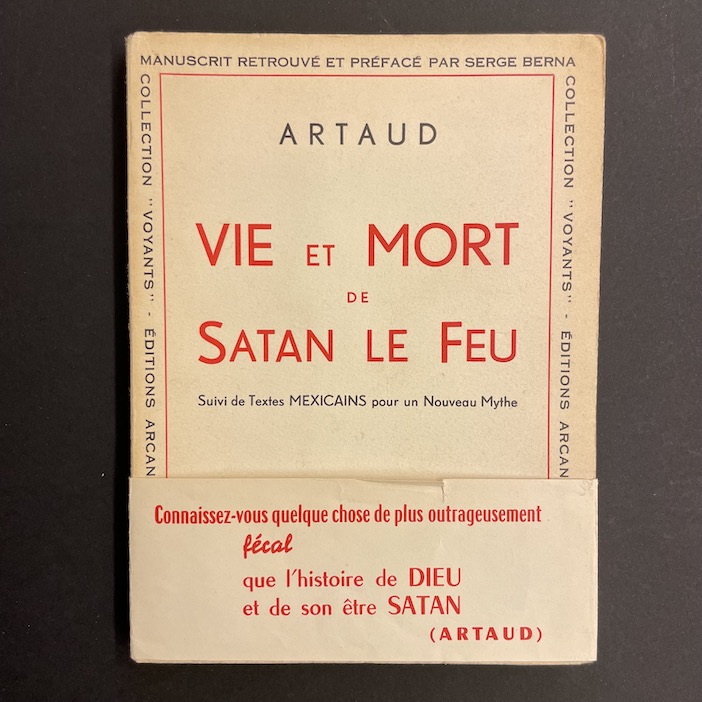 MANUSCRIT RETROUVÉ ET PRÉFACÉ PAR SERGE BERNA
COLLECTION "VOYANTS" - ÉDITIONS ARCAN
COLLECTION "VOYANTS" - ÉDITIONS ARCAN
ARTAUD
VIE ET MORT
DE
SATAN LE FEU
Suivi de Textes MEXICAINS pour un Nouveau Mythe
Connaissez-vous quelque chose de plus outrageusement
fécal
que l'histoire de DIEU
et de son être SATAN
(ARTAUD)